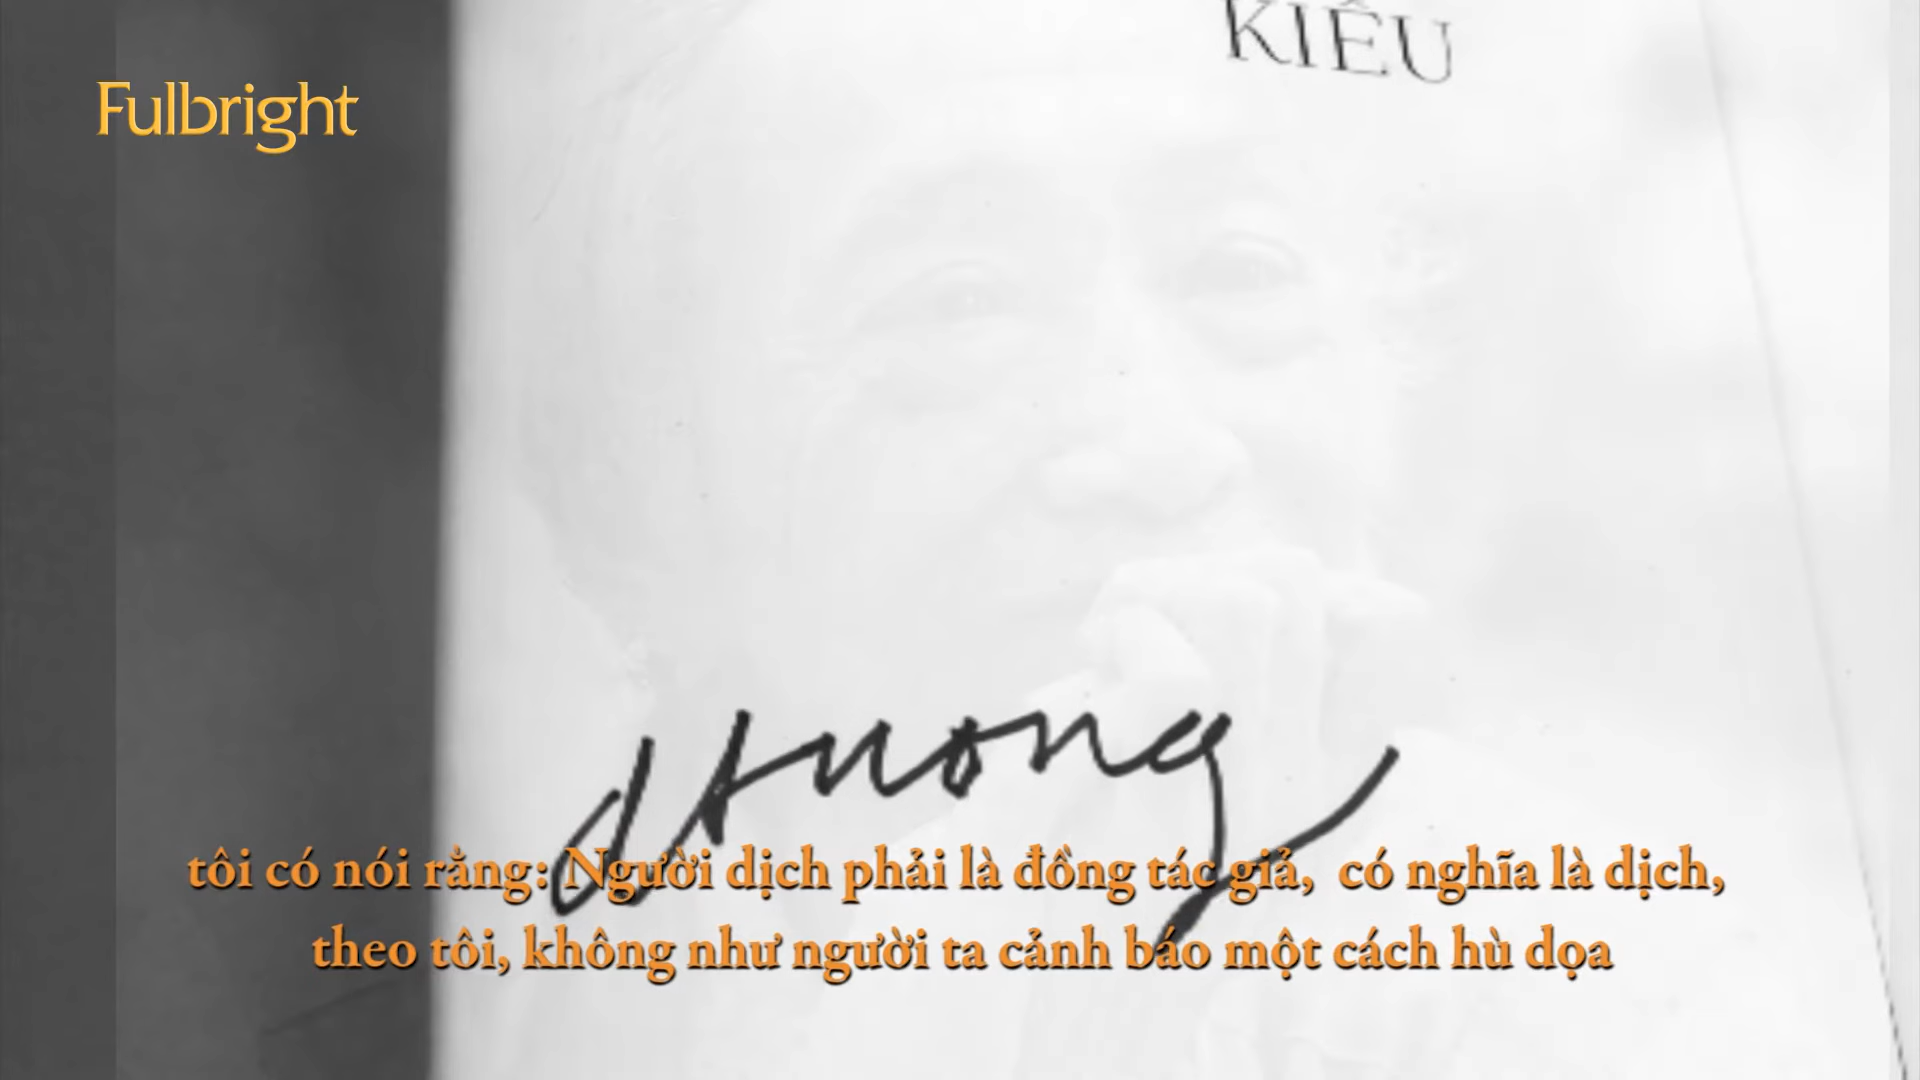 KIỀU
Fulbright
Huong
tôi có nói rằng: Người dịch phải là đồng tác giả, có nghĩa là dịch,
theo tôi, không như người ta cảnh báo một cách hù dọa